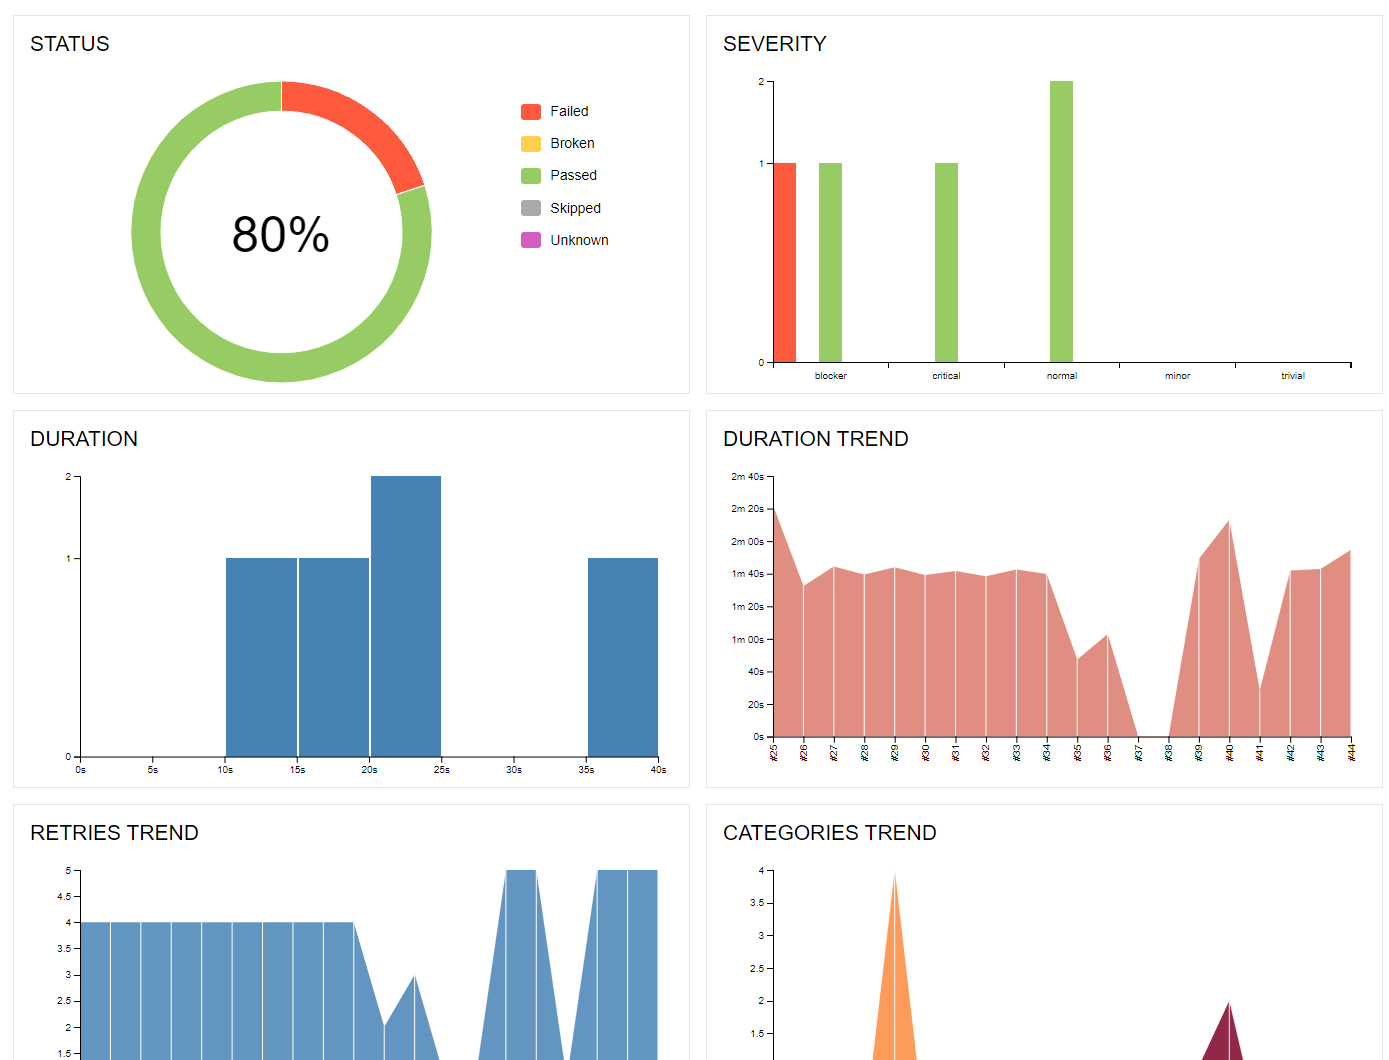 STATUS
80%
Failed
Broken
Passed
Skipped
Unknown
SEVERITY
2
1
0
blocker critical normal minor trivial
DURATION
2
1
0
0s 5s 10s 15s 20s 25s 30s 35s 40s
DURATION TREND
2m 40s
2m 20s
2m 00s
1m 40s
1m 20s
1m 00s
40s
20s
0s
#25 #26 #27 #28 #29 #30 #31 #32 #33 #34 #35 #36 #37 #38 #39 #40 #41 #42 #43 #44
RETRIES TREND
5
4.5
4
3.5
3
2.5
2
1.5
CATEGORIES TREND
4
3.5
3
2.5
2
1.5